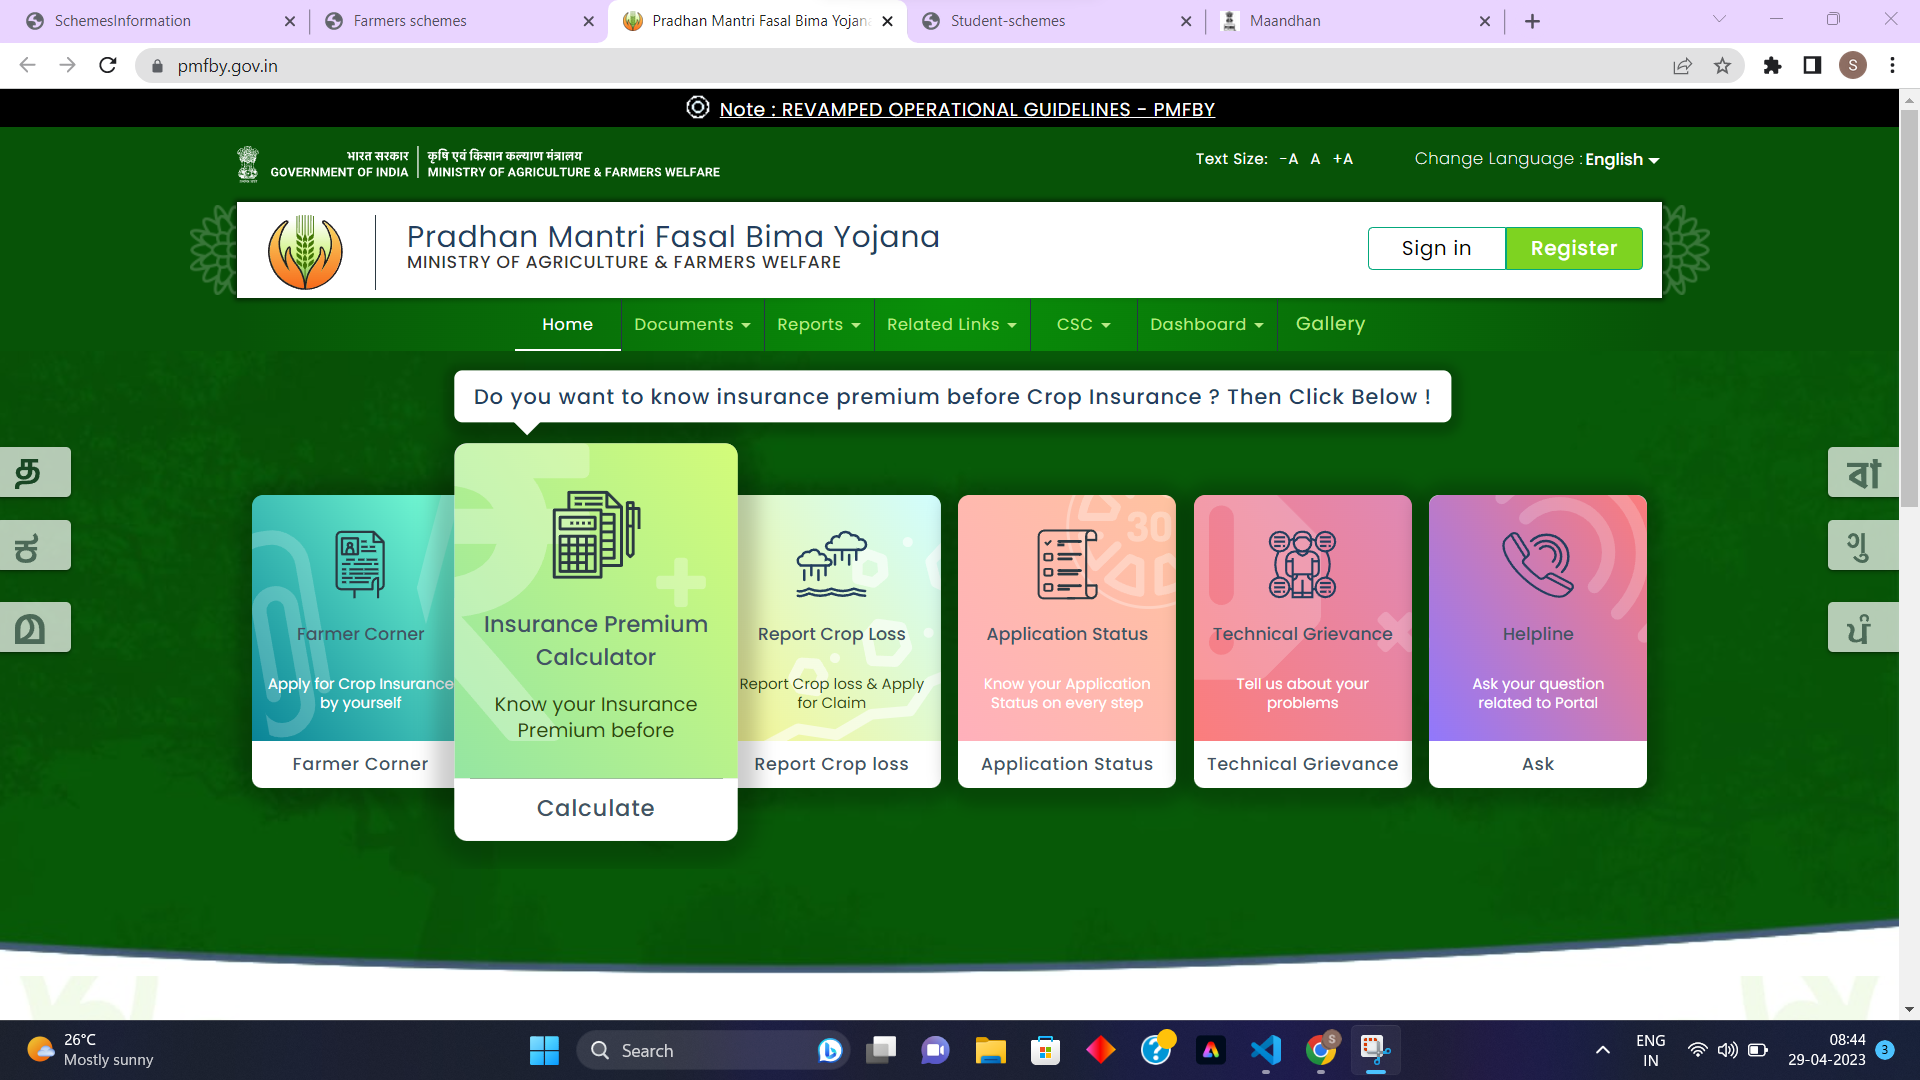 SchemesInformation
Farmers schemes
Pradhan Mantri Fasal Bima Yojana
Student-schemes
Maandhan
pmfby.gov.in
S
Note : REVAMPED OPERATIONAL GUIDELINES - PMFBY
भारत सरकार
GOVERNMENT OF INDIA
कृषि एवं किसान कल्याण मंत्रालय
MINISTRY OF AGRICULTURE & FARMERS WELFARE
Text Size: -A A +A
Change Language : English
Pradhan Mantri Fasal Bima Yojana
MINISTRY OF AGRICULTURE & FARMERS WELFARE
Sign in
Register
Home
Documents
Reports
Related Links
CSC
Dashboard
Gallery
Do you want to know insurance premium before Crop Insurance ? Then Click Below !
த
ಕ
മ
বা
ગુ
ਪੰ
Farmer Corner
Apply for Crop Insurance
by yourself
Farmer Corner
Insurance Premium
Calculator
Know your Insurance
Premium before
Calculate
Report Crop Loss
Report Crop loss & Apply
for Claim
Report Crop loss
30
Application Status
Know your Application
Status on every step
Application Status
Technical Grievance
Tell us about your
problems
Technical Grievance
Helpline
Ask your question
related to Portal
Ask
26°C
Mostly sunny
Search
S
ENG
IN
08:44
29-04-2023
3